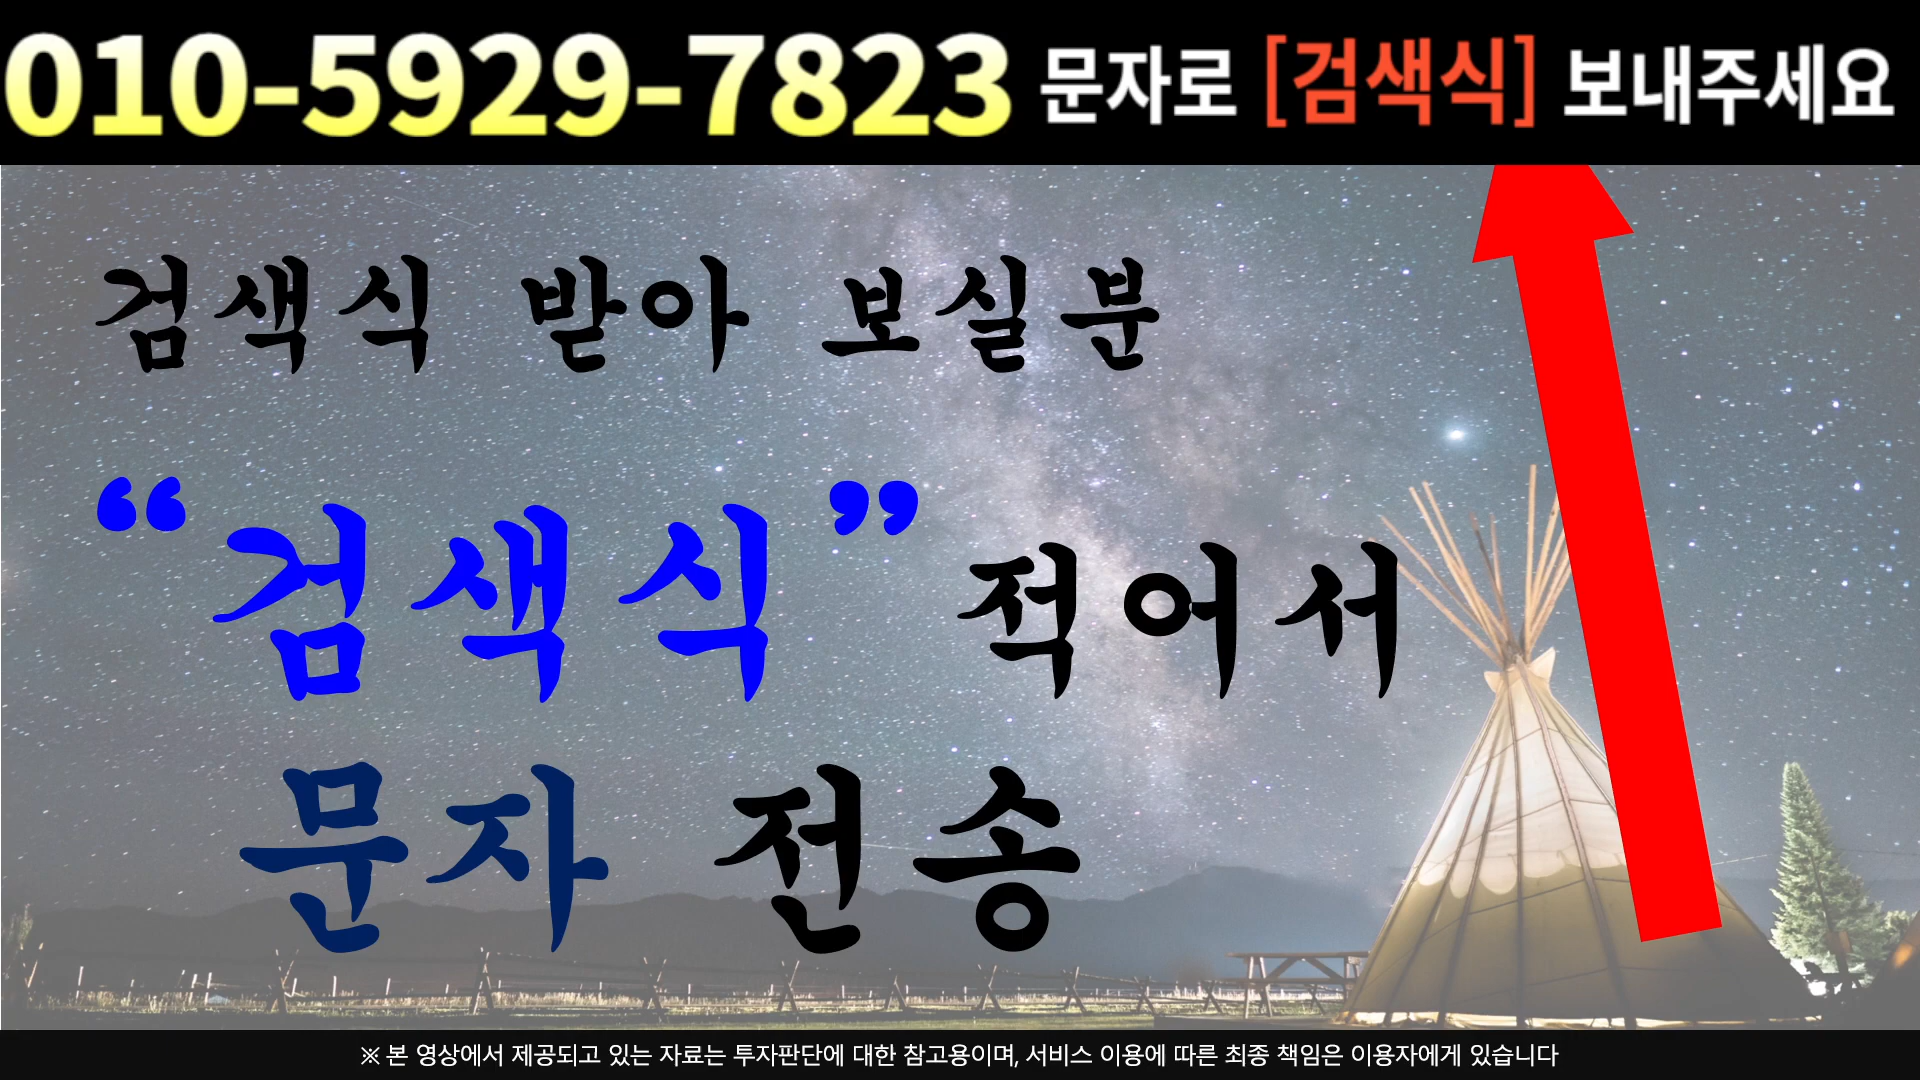 010-5929-7823 문자로 [검색식] 보내주세요
검색식 받아 보실분
“검색식” 적어서
문자 전송
※ 본 영상에서 제공되고 있는 자료는 투자판단에 대한 참고용이며, 서비스 이용에 따른 최종 책임은 이용자에게 있습니다